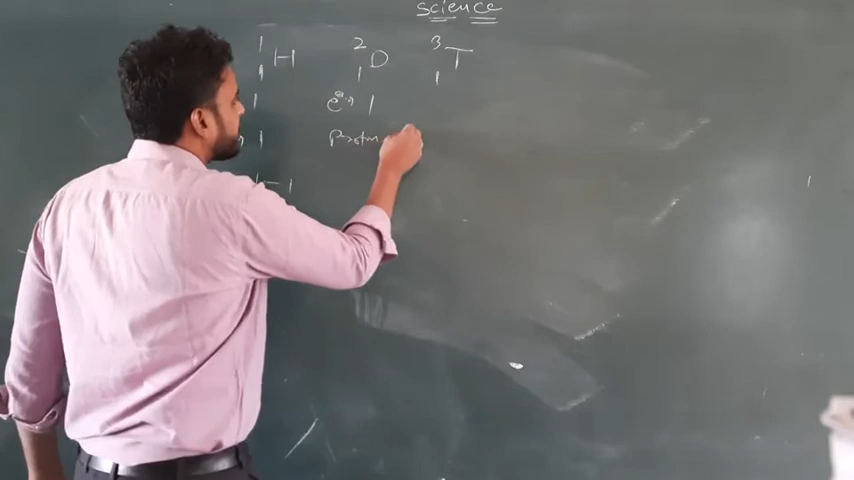 Science
1 H 2 D 3 T
1 1 1
1 e⊖→ 1
1 Proton